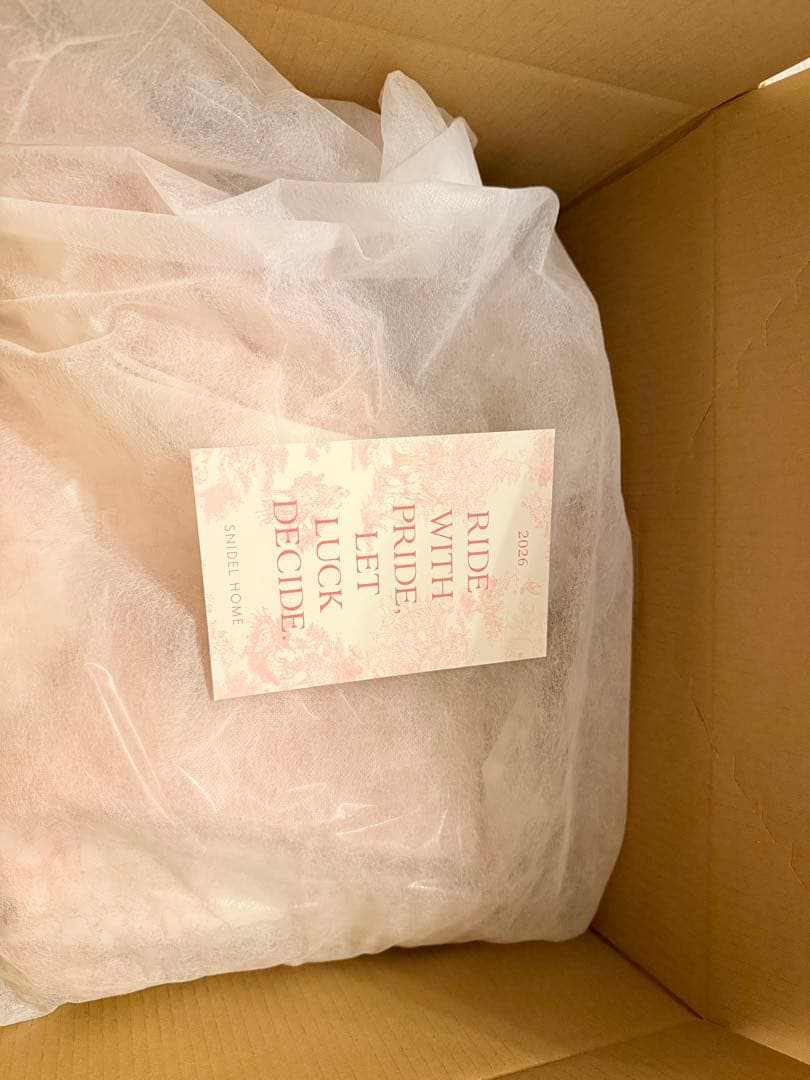 2026
RIDE
WITH
PRIDE,
LET
LUCK
DECIDE.
SNIDEL HOME